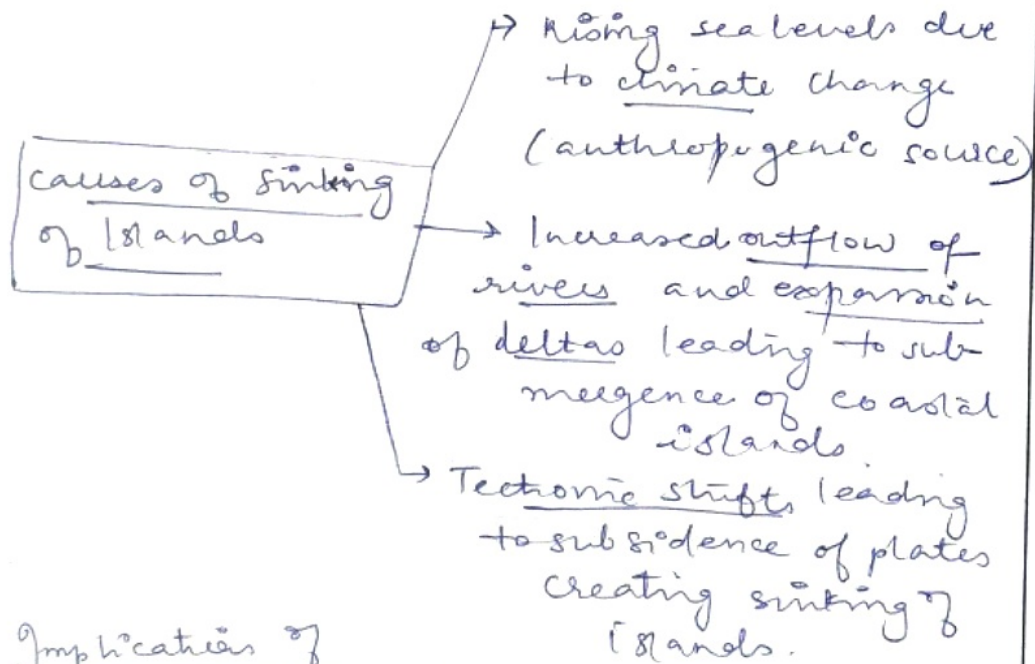 causes of sinking
of Islands
→ Rising sea levels due
to climate change
(anthropogenic source)
→ Increased outflow of
rivers and expansion
of deltas leading to sub-
mergence of coastal
islands
→ Tectonic shifts leading
to subsidence of plates
creating sinking of
islands.
Implications of